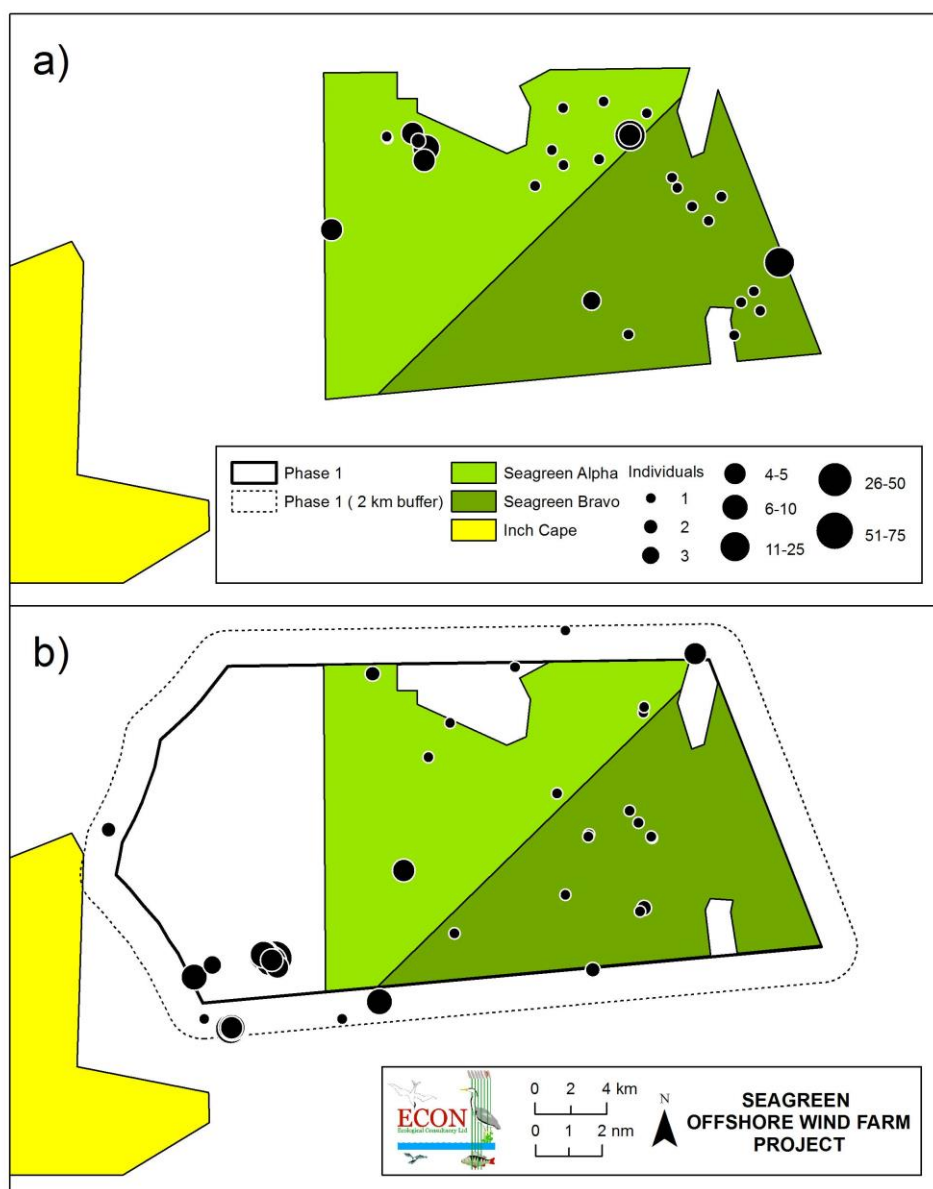 a)
Phase 1
Phase 1 ( 2 km buffer)
Seagreen Alpha
Seagreen Bravo
Inch Cape
Individuals
1
2
3
4-5
6-10
11-25
26-50
51-75
b)
ECON
Ecological Consultancy Ltd
0 2 4 km
0 1 2 nm
N
SEAGREEN
OFFSHORE WIND FARM
PROJECT